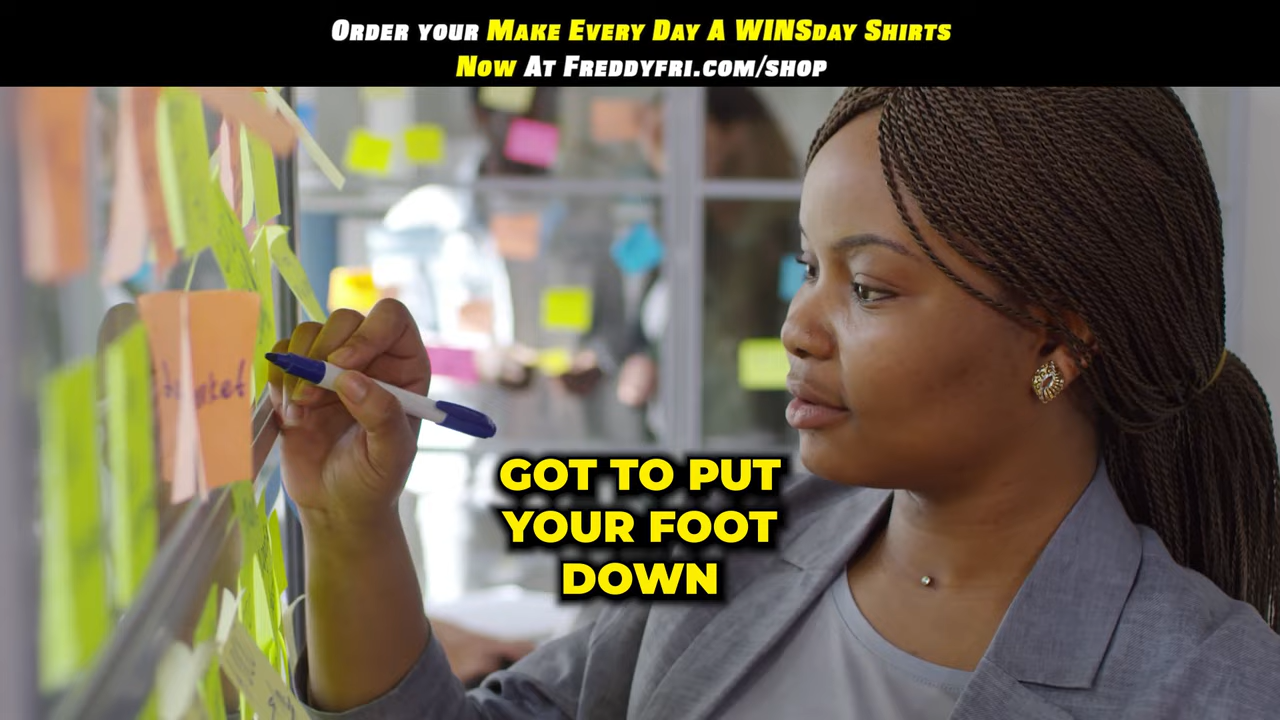 Order your Make Every Day A WINSday Shirts
Now At Freddyfri.com/shop
GOT TO PUT
YOUR FOOT
DOWN